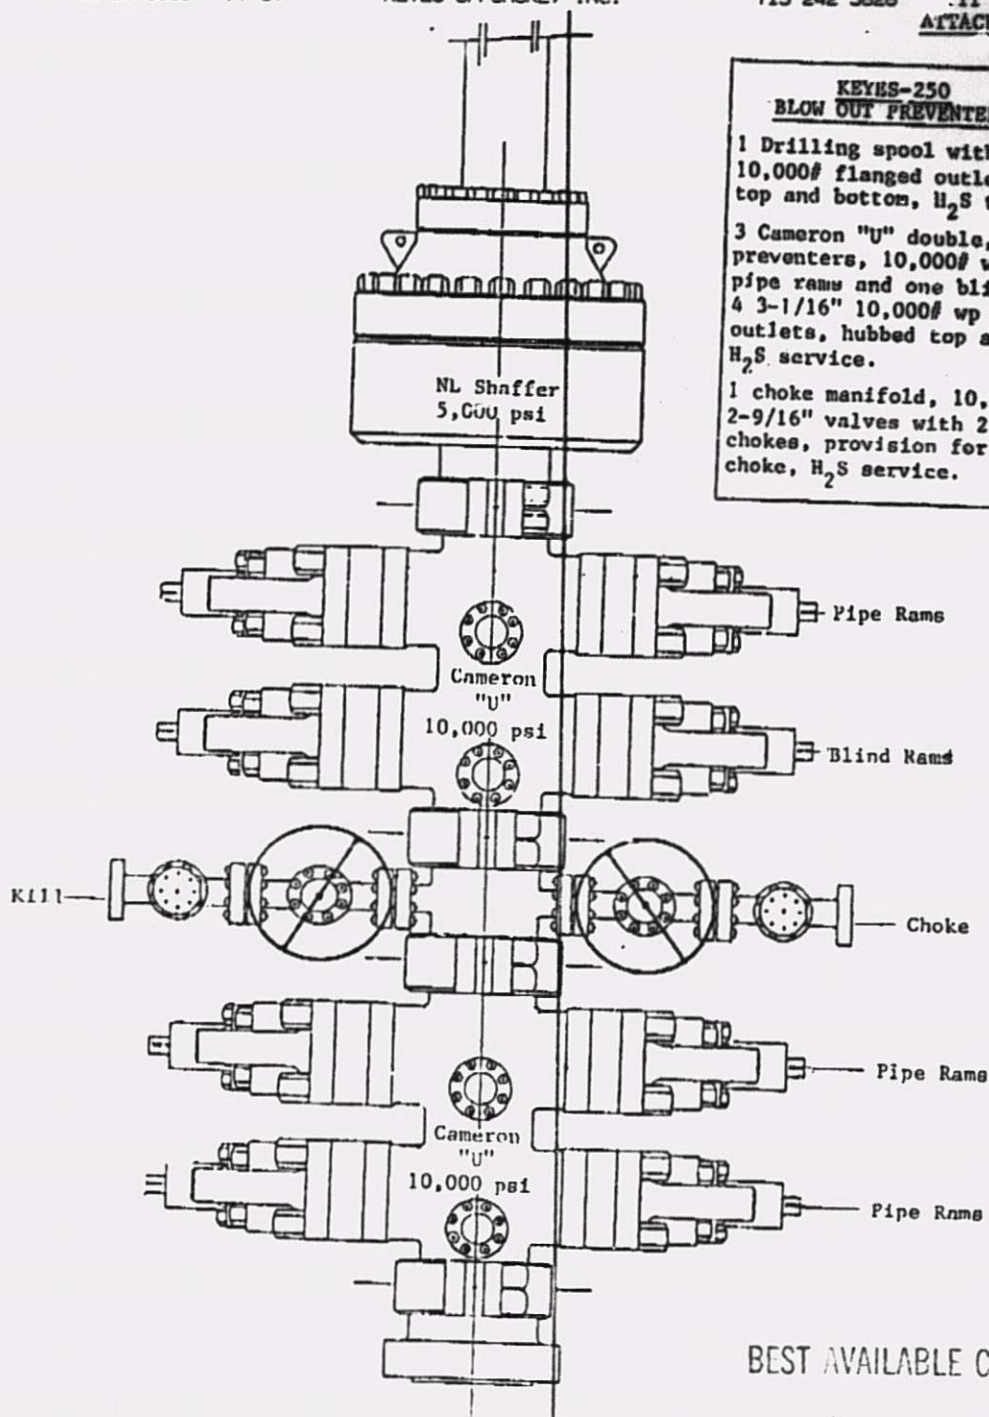 ATTACH
KEYES-250
BLOW OUT PREVENTE
1 Drilling spool with
10,000# flanged outle
top and bottom, H2S
3 Cameron "U" double,
preventers, 10,000# w
pipe rams and one bli
4 3-1/16" 10,000# wp
outlets, hubbed top a
H2S service.
1 choke manifold, 10,
2-9/16" valves with 2
chokes, provision for
choke, H2S service.
NL Shaffer
5,000 psi
Pipe Rams
Cameron
"U"
10,000 psi
Blind Rams
Kill
Choke
Pipe Rams
Cameron
"U"
10,000 psi
Pipe Rams
BEST AVAILABLE C